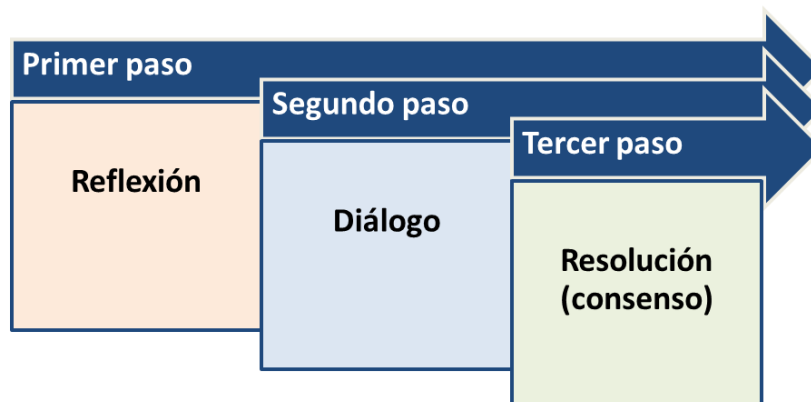 Primer paso
Reflexión
Segundo paso
Diálogo
Tercer paso
Resolución
(consenso)